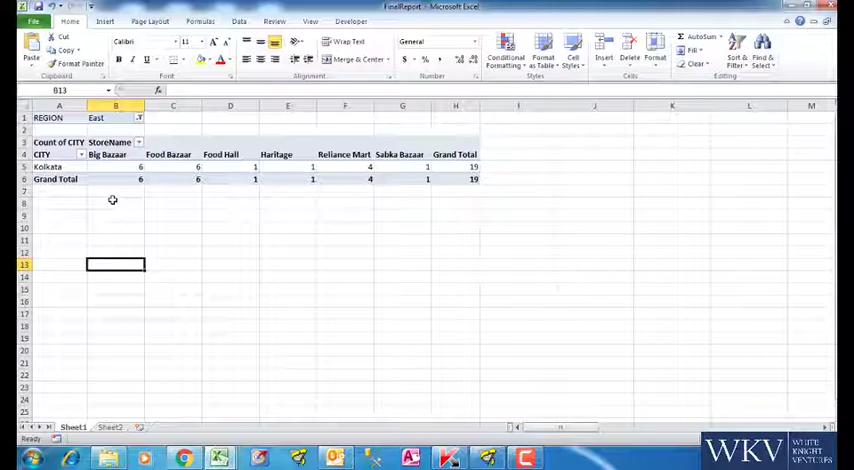 FinelReport - Microsoft Excel
File Home Insert Page Layout Formulas Data Review View Developer
Cut
Copy
Format Painter
Paste
Clipboard
Calibri 11
B I U
Font
Wrap Text
Merge & Center
Alignment
General
$ % ,
Number
Conditional Formatting
Format as Table
Cell Styles
Styles
Insert Delete Format
Cells
Σ AutoSum
Fill
Clear
Sort & Filter
Find & Select
Editing
B13 fx
A B C D E F G H I J K L M
1 REGION East
2
3 Count of CITY StoreName
4 CITY Big Bazaar Food Bazaar Food Hall Haritage Reliance Mart Sabka Bazaar Grand Total
5 Kolkata 6 6 1 1 4 1 19
6 Grand Total 6 6 1 1 4 1 19
7
8
9
10
11
12
13
14
15
16
17
18
19
20
21
22
23
24
25
Sheet1 Sheet2
Ready
WKV WHITE KNIGHT VENTURES